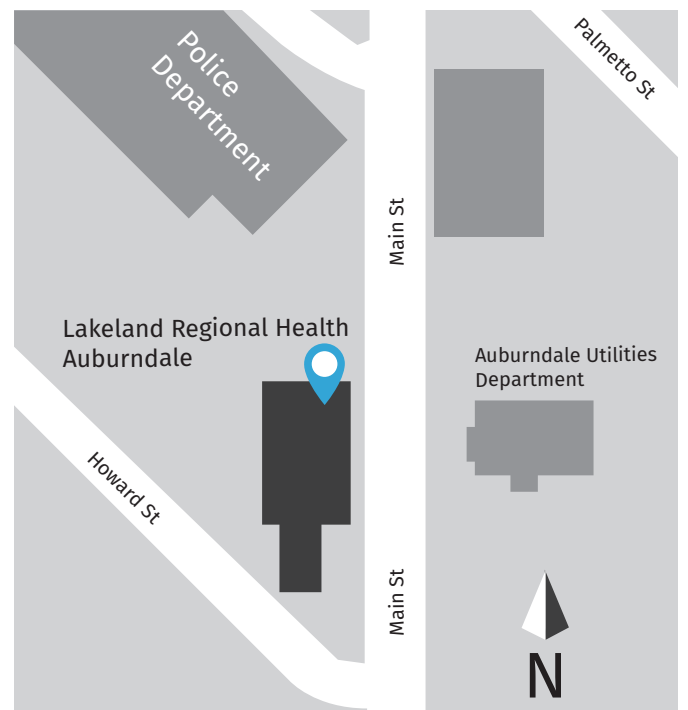 Police
Department
Palmetto St
Main St
Lakeland Regional Health
Auburndale
Auburndale Utilities
Department
Howard St
Main St
N